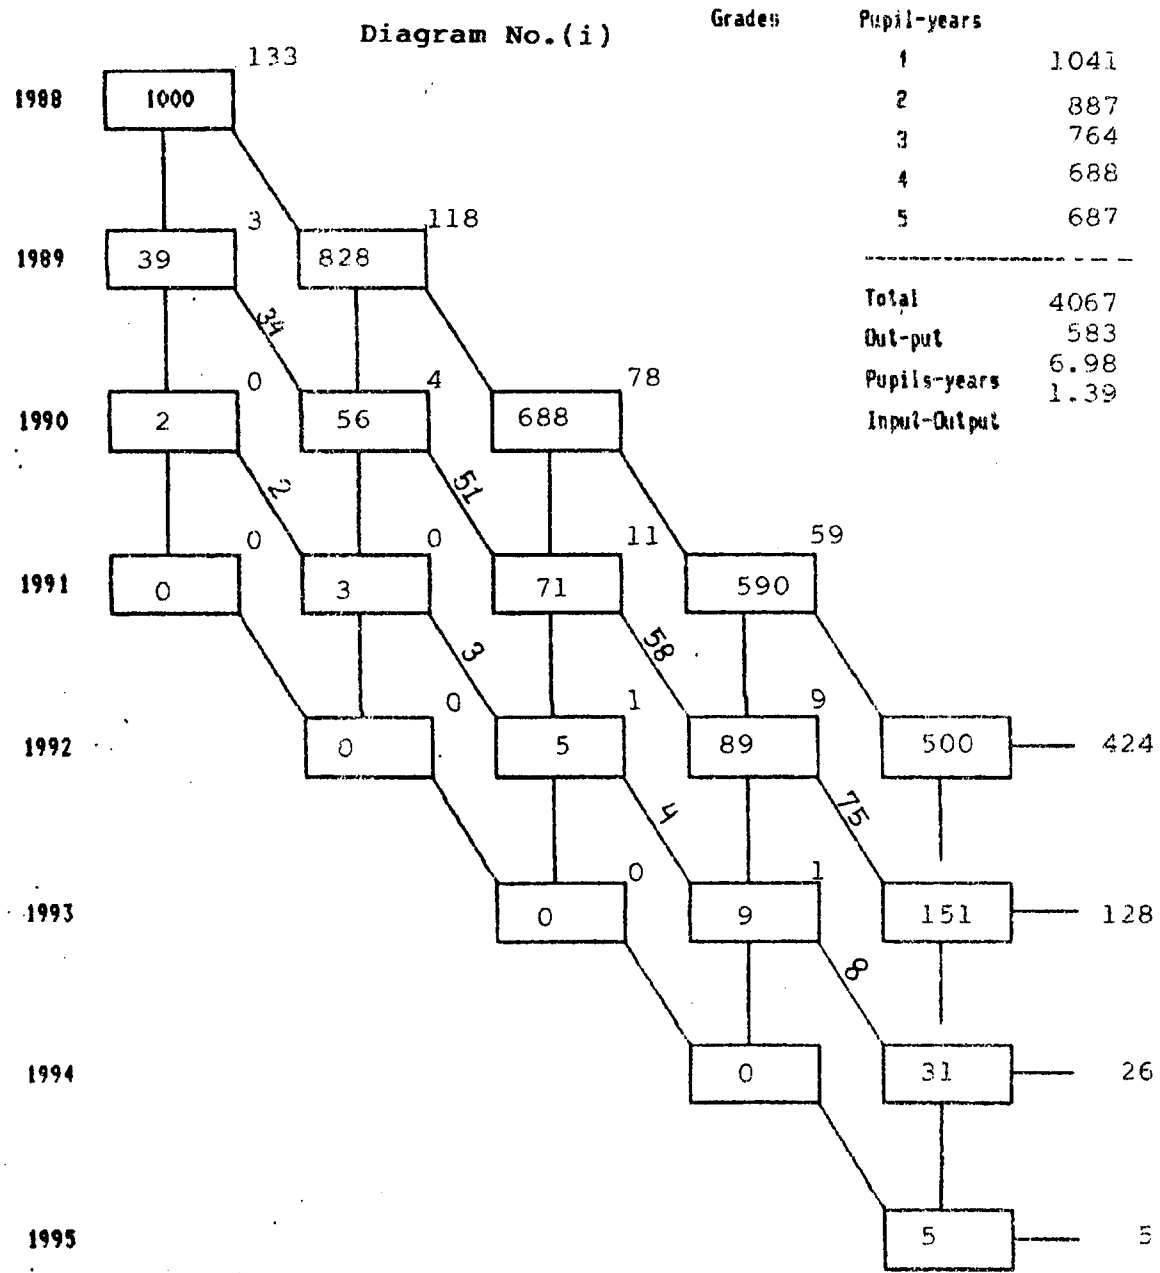 Diagram No.(i)
Grades Pupil-years
1 1041
2 887
3 764
4 688
5 687
Total 4067
Out-put 583
Pupils-years 6.98
Input-Output 1.39
133
1988 1000
3 118
1989 39 828
34
0 4 78
1990 2 56 688
2 51
0 0 11 59
1991 0 3 71 590
3 58
0 1 9
1992 0 5 89 500 424
4 75
0 1
1993 0 9 151 128
8
1994 0 31 26
1995 5 5